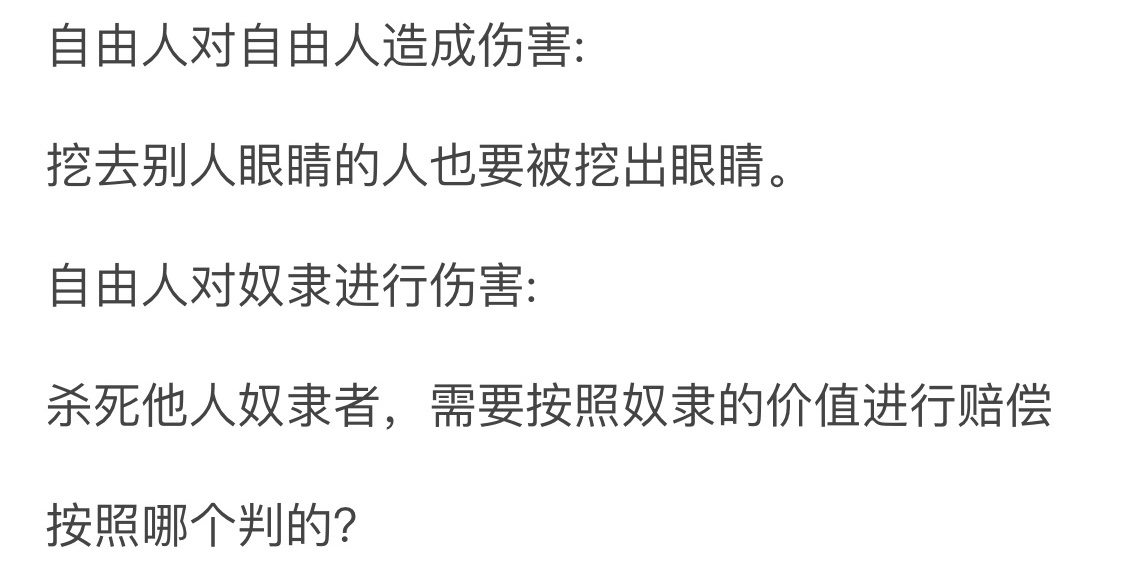 自由人对自由人造成伤害:
挖去别人眼睛的人也要被挖出眼睛。
自由人对奴隶进行伤害:
杀死他人奴隶者，需要按照奴隶的价值进行赔偿
按照哪个判的?